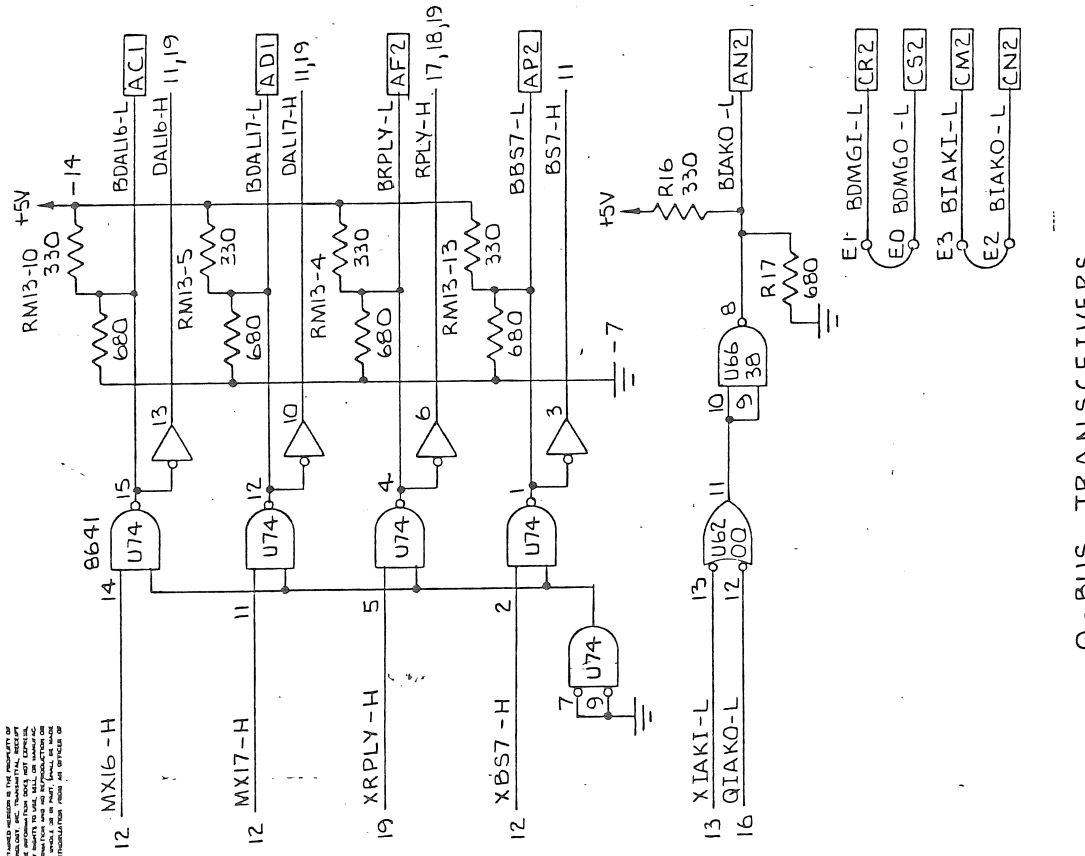 +5V
-14
RM13-10
330
680
BDAL16-L
AC1
DAL16-H
11,19
8641
U74
14
15
13
12
MX16-H
RM13-5
330
680
BDAL17-L
AD1
DAL17-H
11,19
U74
11
12
10
12
MX17-H
RM13-4
330
680
BRPLY-L
AF2
RPLY-H
17,18,19
U74
5
4
6
19
XRPLY-H
RM13-13
330
680
BBS7-L
AP2
BS7-H
11
U74
2
1
3
12
XBS7-H
-7
7
9
U74
13
XIAKI-L
13
16
QIAKO-L
12
U62
00
11
10
9
U66
38
8
+5V
R16
330
R17
680
BIAKO-L
AN2
E1
BDMGI-L
CR2
E0
BDMGO-L
CS2
E3
BIAKI-L
CM2
E2
BIAKO-L
CN2